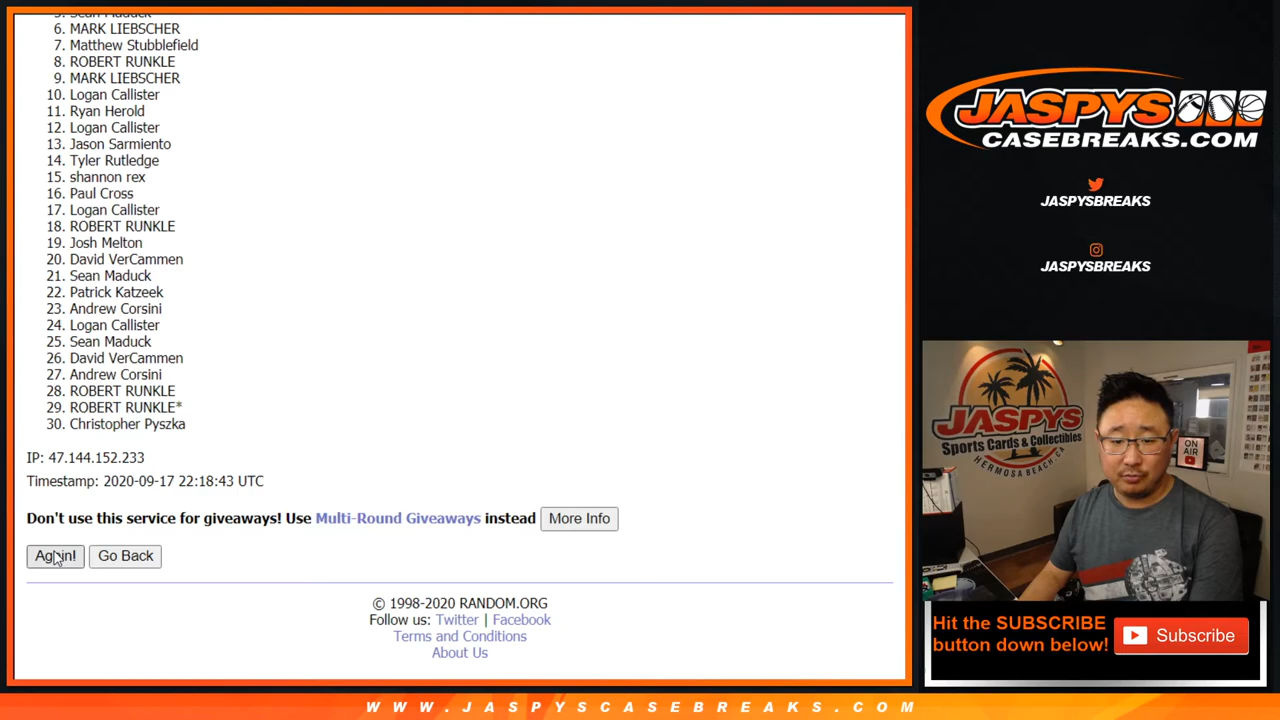 5. Sean Maduck
6. MARK LIEBSCHER
7. Matthew Stubblefield
8. ROBERT RUNKLE
9. MARK LIEBSCHER
10. Logan Callister
11. Ryan Herold
12. Logan Callister
13. Jason Sarmiento
14. Tyler Rutledge
15. shannon rex
16. Paul Cross
17. Logan Callister
18. ROBERT RUNKLE
19. Josh Melton
20. David VerCammen
21. Sean Maduck
22. Patrick Katzeek
23. Andrew Corsini
24. Logan Callister
25. Sean Maduck
26. David VerCammen
27. Andrew Corsini
28. ROBERT RUNKLE
29. ROBERT RUNKLE*
30. Christopher Pyszka
IP: 47.144.152.233
Timestamp: 2020-09-17 22:18:43 UTC
Don't use this service for giveaways! Use Multi-Round Giveaways instead More Info
Again! Go Back
© 1998-2020 RANDOM.ORG
Follow us: Twitter | Facebook
Terms and Conditions
About Us
JASPYS
CASEBREAKS.COM
JASPYSBREAKS
JASPYSBREAKS
JASPYS
Sports Cards & Collectibles
HERMOSA BEACH, CA
ON
AIR
Hit the SUBSCRIBE
button down below!
Subscribe
WWW.JASPYSCASEBREAKS.COM